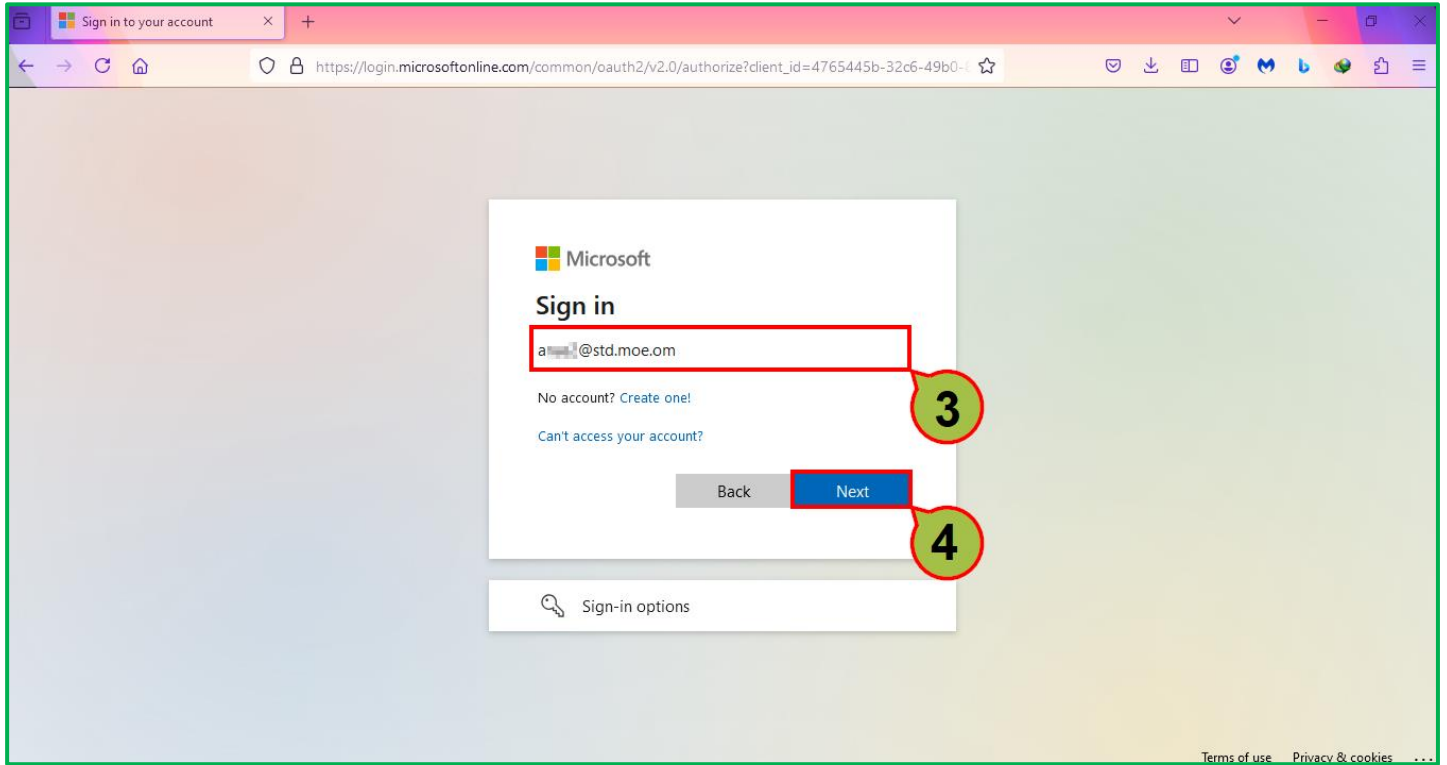 Sign in to your account
https://login.microsoftonline.com/common/oauth2/v2.0/authorize?client_id=4765445b-32c6-49b0-
Microsoft
Sign in
@std.moe.om
3
No account? Create one!
Can't access your account?
Back Next
4
Sign-in options
Terms of use Privacy & cookies ...